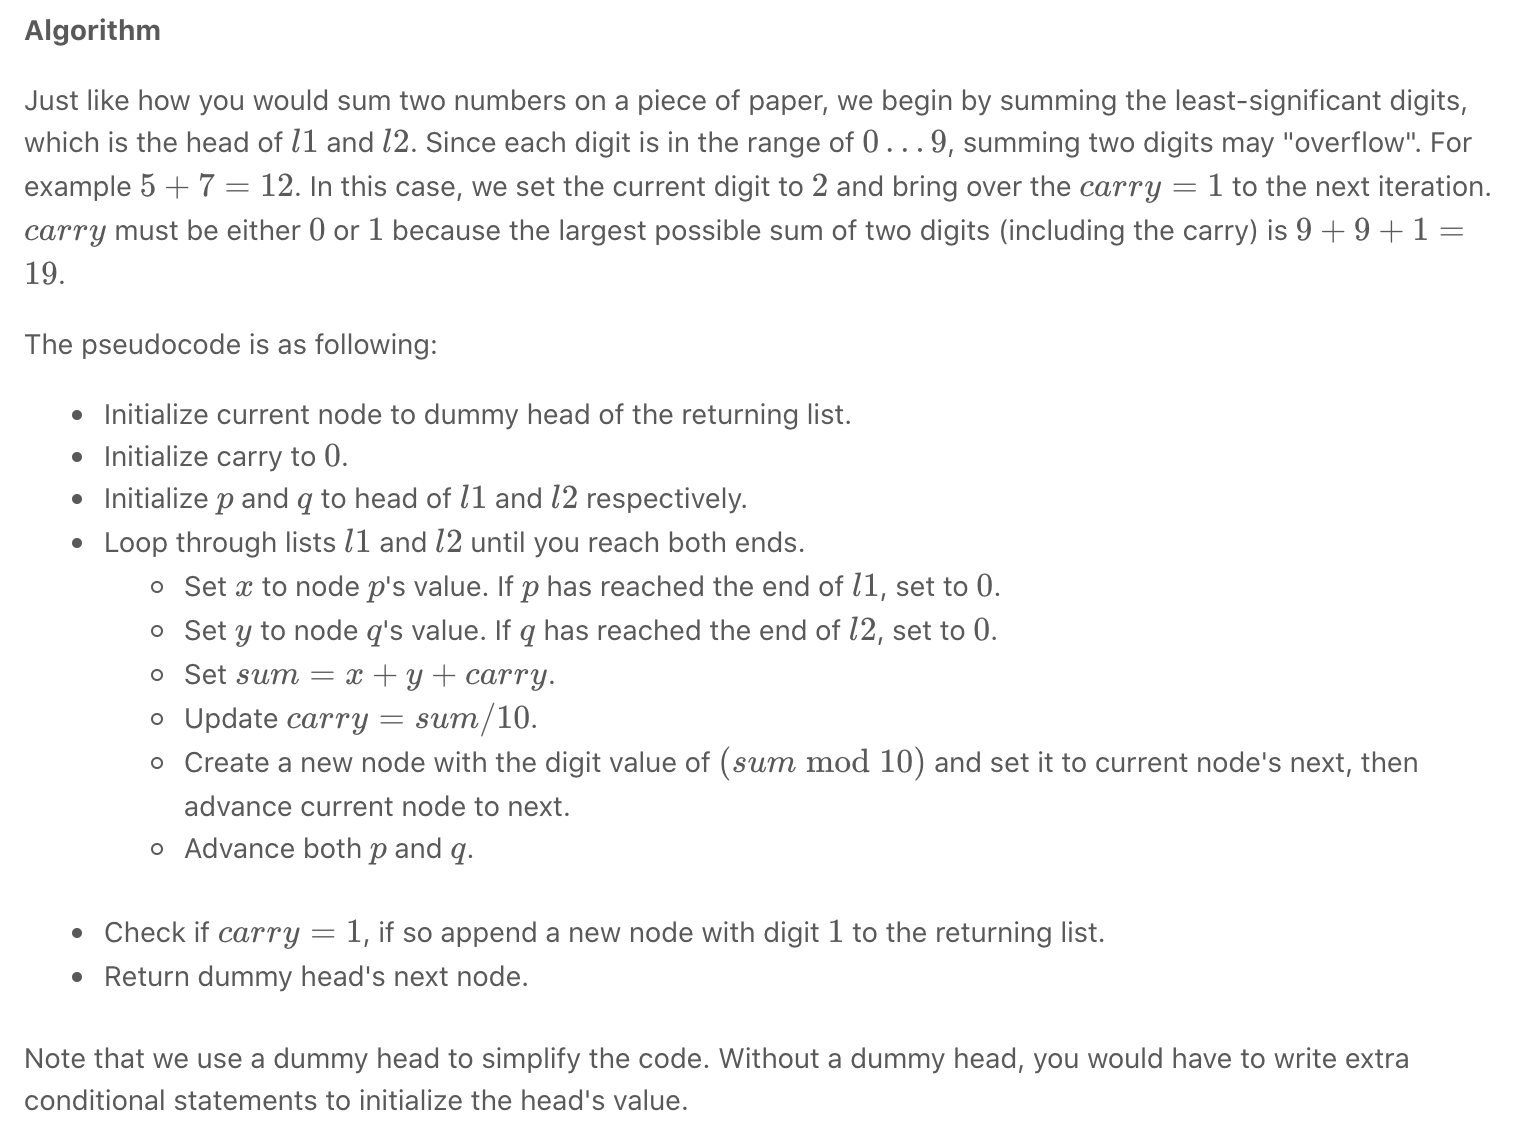 Algorithm
Just like how you would sum two numbers on a piece of paper, we begin by summing the least-significant digits,
which is the head of l1 and l2. Since each digit is in the range of 0 . . . 9, summing two digits may "overflow". For
example 5 + 7 = 12. In this case, we set the current digit to 2 and bring over the carry = 1 to the next iteration.
carry must be either 0 or 1 because the largest possible sum of two digits (including the carry) is 9 + 9 + 1 =
19.
The pseudocode is as following:
• Initialize current node to dummy head of the returning list.
• Initialize carry to 0.
• Initialize p and q to head of l1 and l2 respectively.
• Loop through lists l1 and l2 until you reach both ends.
◦ Set x to node p's value. If p has reached the end of l1, set to 0.
◦ Set y to node q's value. If q has reached the end of l2, set to 0.
◦ Set sum = x + y + carry.
◦ Update carry = sum/10.
◦ Create a new node with the digit value of (sum mod 10) and set it to current node's next, then
advance current node to next.
◦ Advance both p and q.
• Check if carry = 1, if so append a new node with digit 1 to the returning list.
• Return dummy head's next node.
Note that we use a dummy head to simplify the code. Without a dummy head, you would have to write extra
conditional statements to initialize the head's value.